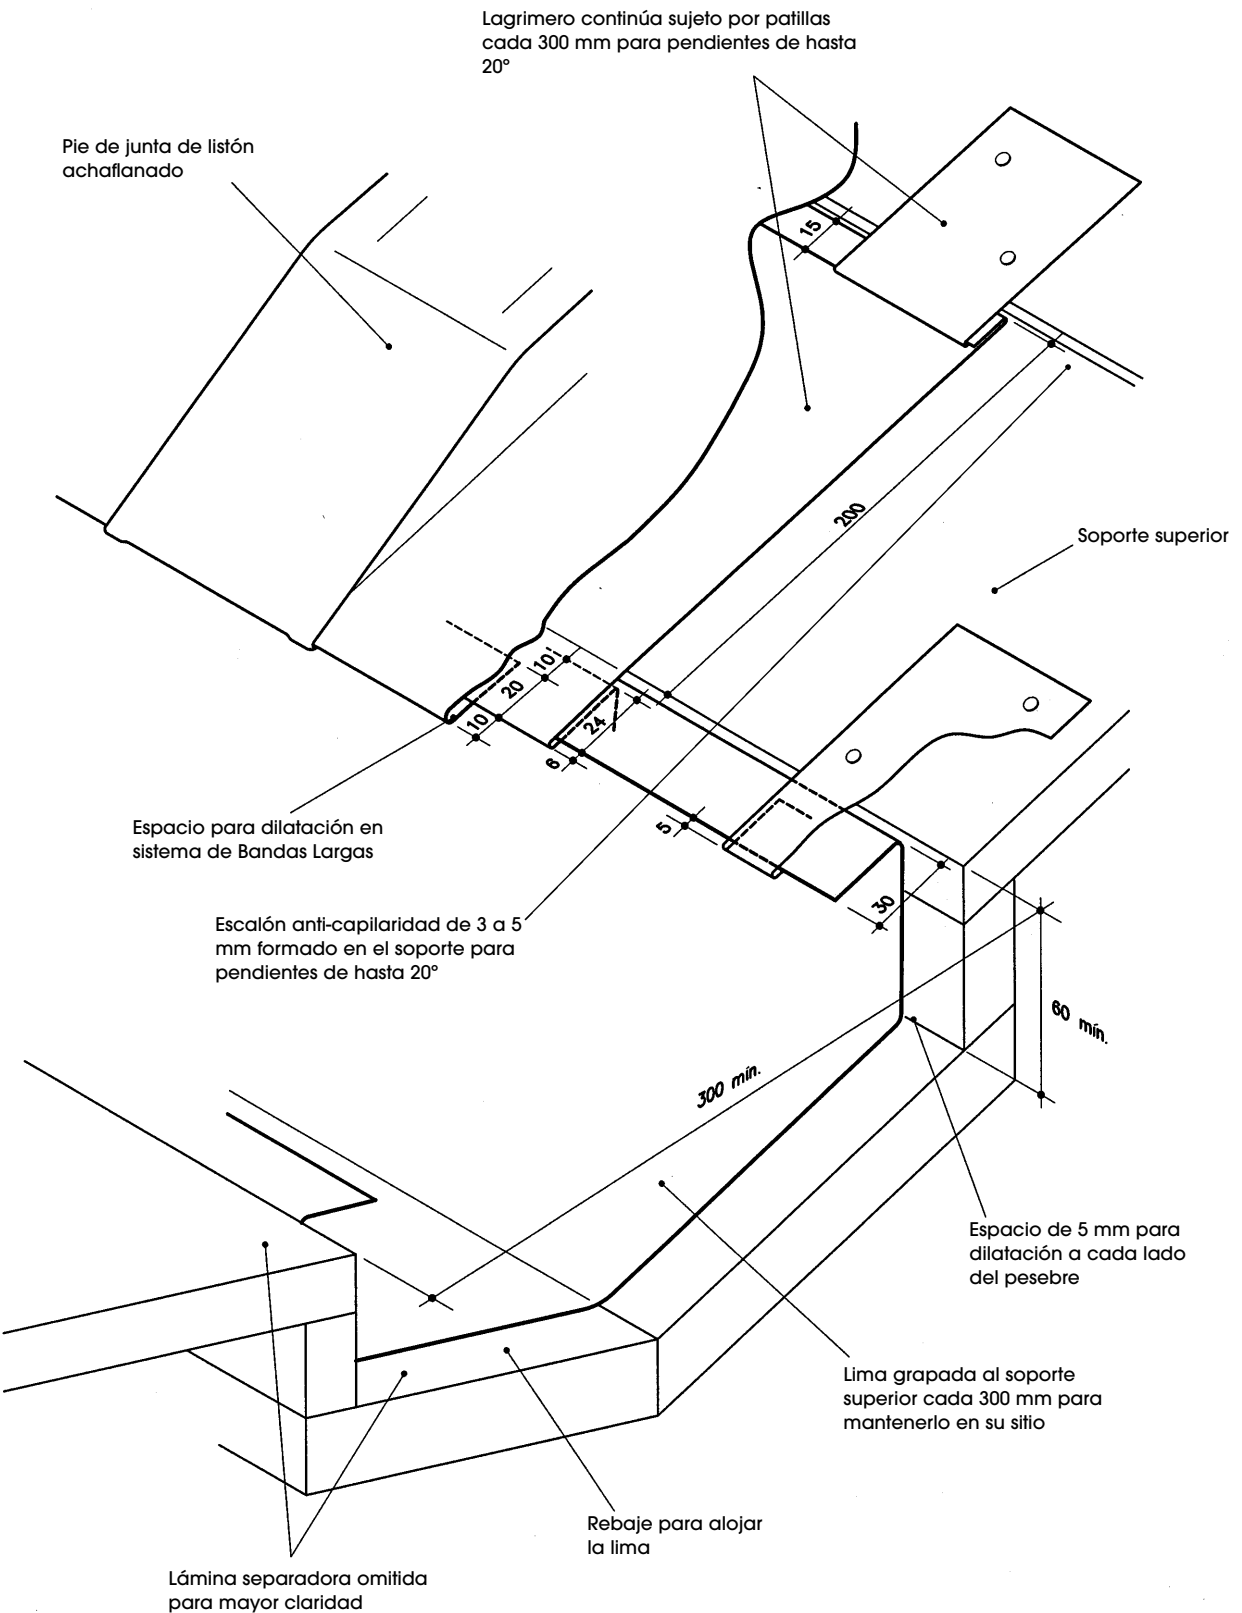 Lagrimero continúa sujeto por patillas
cada 300 mm para pendientes de hasta
20°
Pie de junta de listón
achaflanado
15
200
Soporte superior
10
20
10
24
6
5
30
Espacio para dilatación en
sistema de Bandas Largas
Escalón anti-capilaridad de 3 a 5
mm formado en el soporte para
pendientes de hasta 20°
60 mín.
300 mín.
Espacio de 5 mm para
dilatación a cada lado
del pesebre
Lima grapada al soporte
superior cada 300 mm para
mantenerlo en su sitio
Rebaje para alojar
la lima
Lámina separadora omitida
para mayor claridad